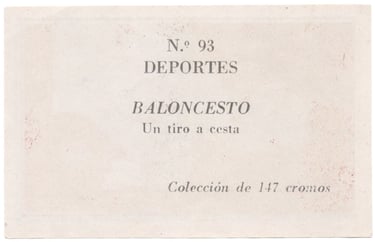 N.º 93
DEPORTES
BALONCESTO
Un tiro a cesta
Colección de 147 cromos